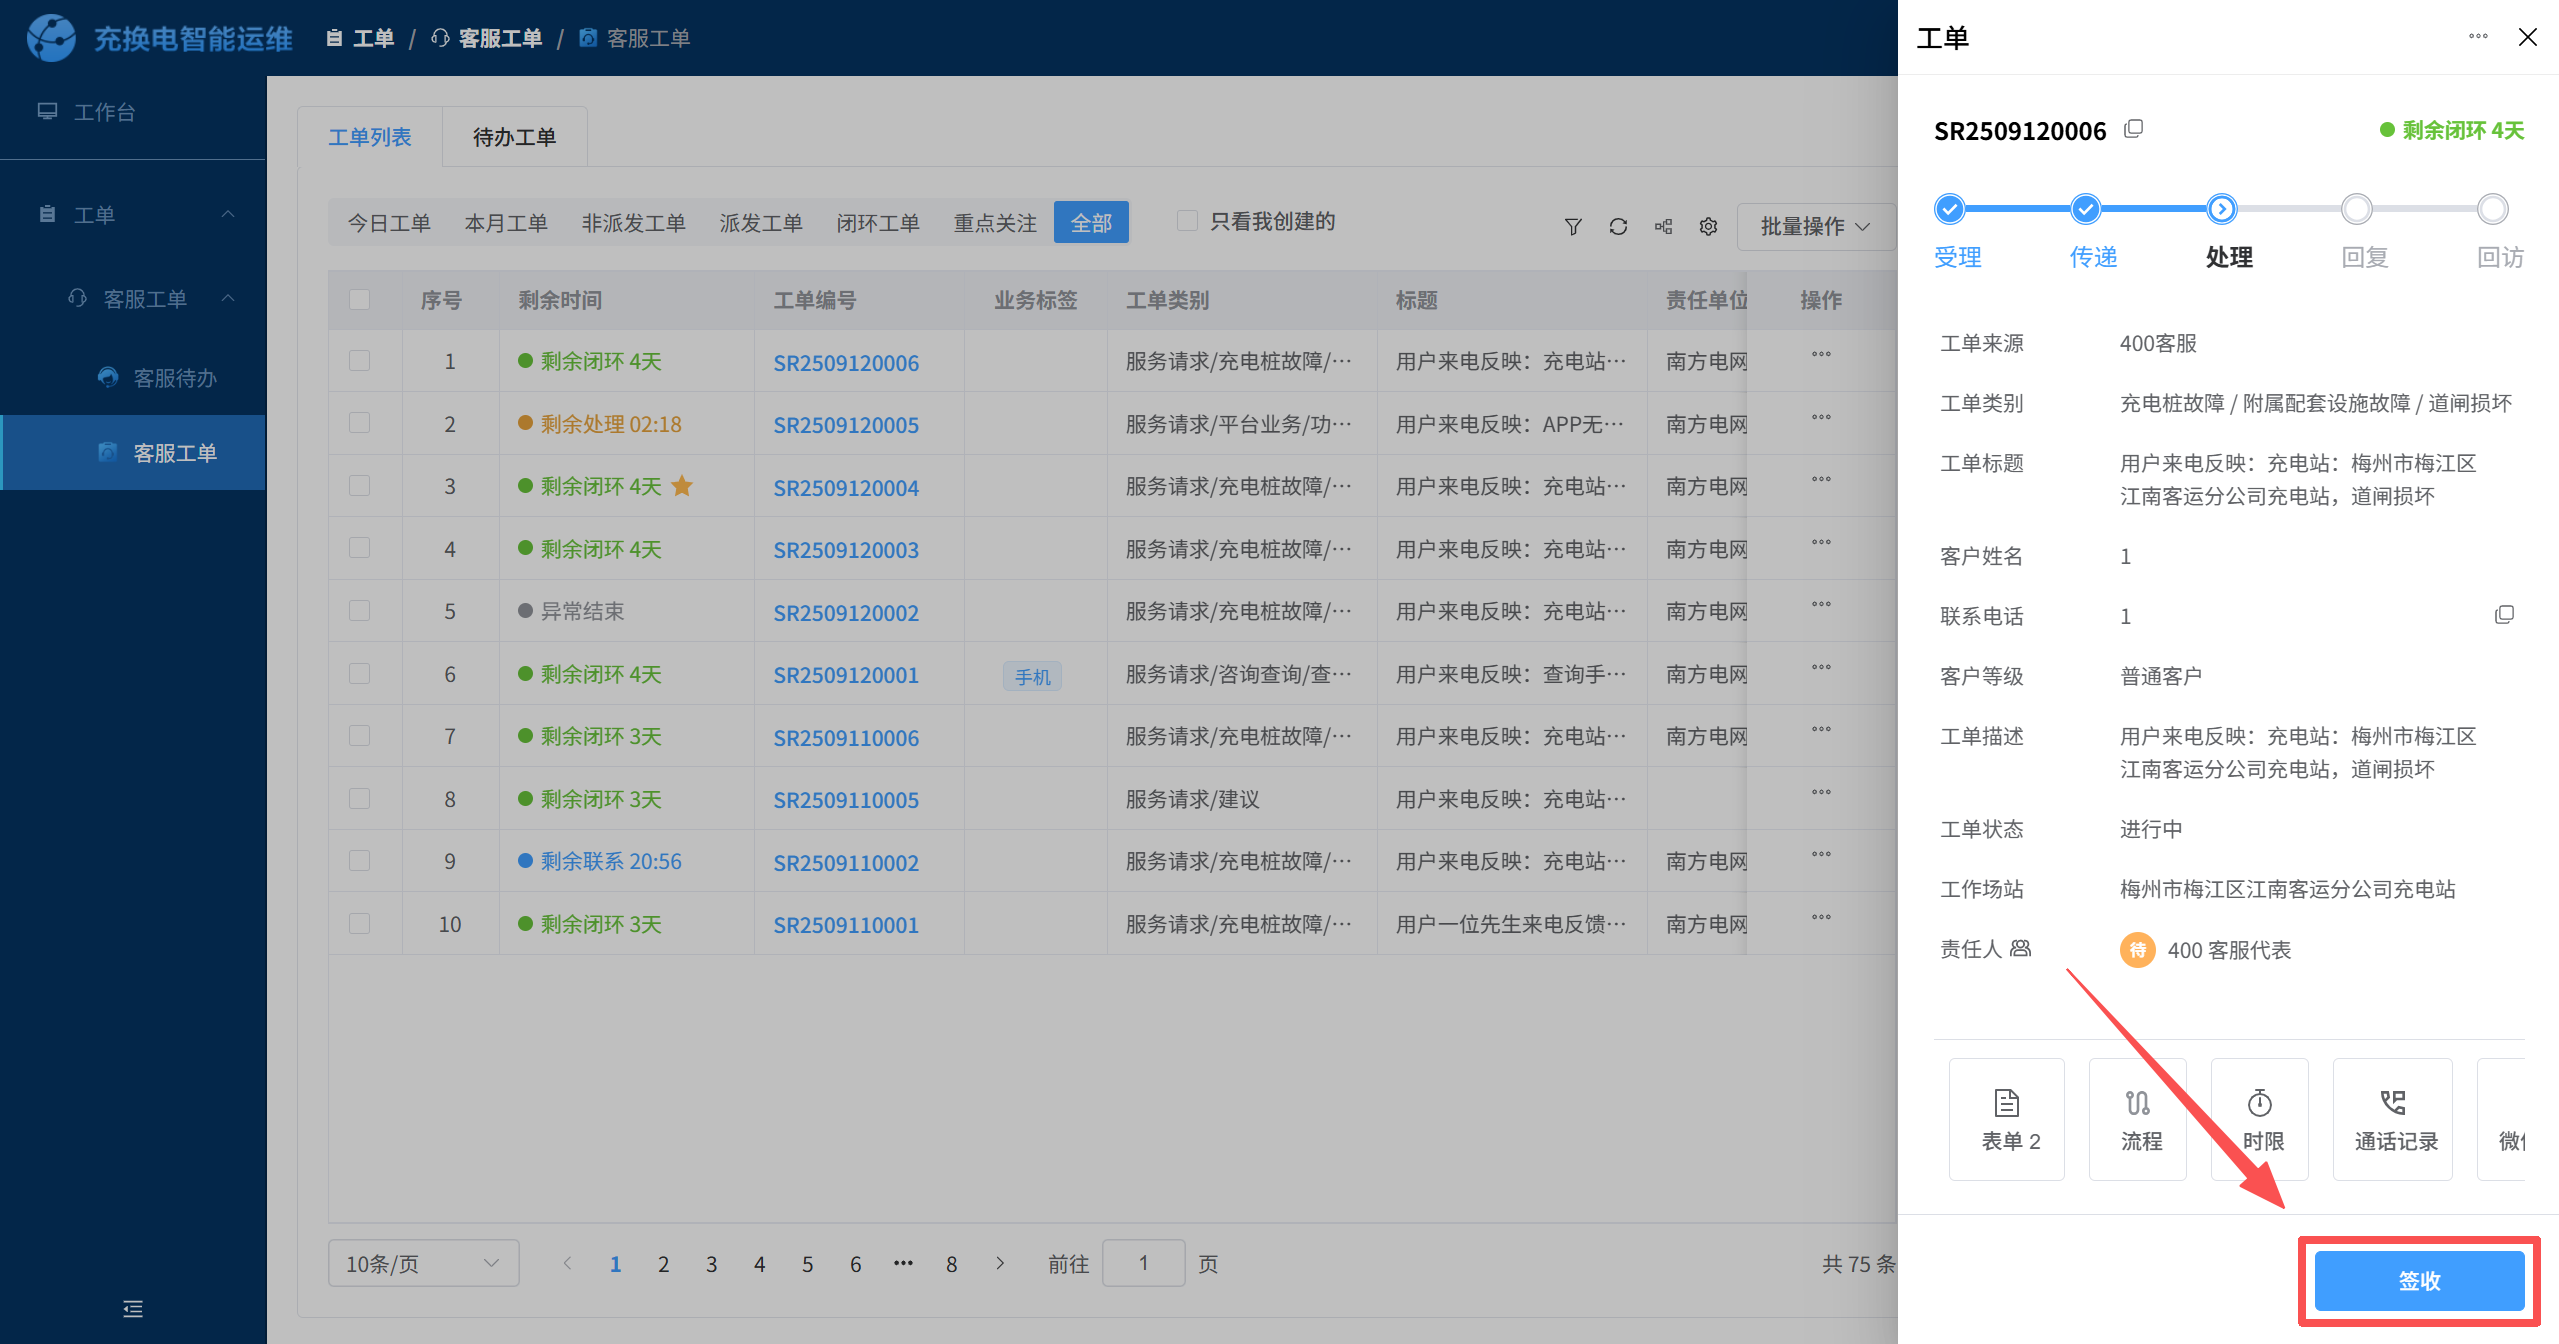 充换电智能运维
工单 / 客服工单 / 客服工单
工作台
工单
客服工单
客服待办
客服工单
工单列表
待办工单
今日工单 本月工单 非派发工单 派发工单 闭环工单 重点关注 全部 只看我创建的
批量操作
序号 剩余时间 工单编号 业务标签 工单类别 标题 责任单位 操作
1 剩余闭环 4天 SR2509120006 服务请求/充电桩故障/··· 用户来电反映：充电站··· 南方电网
2 剩余处理 02:18 SR2509120005 服务请求/平台业务/功··· 用户来电反映：APP无··· 南方电网
3 剩余闭环 4天 SR2509120004 服务请求/充电桩故障/··· 用户来电反映：充电站··· 南方电网
4 剩余闭环 4天 SR2509120003 服务请求/充电桩故障/··· 用户来电反映：充电站··· 南方电网
5 异常结束 SR2509120002 服务请求/充电桩故障/··· 用户来电反映：充电站··· 南方电网
6 剩余闭环 4天 SR2509120001 手机 服务请求/咨询查询/查··· 用户来电反映：查询手··· 南方电网
7 剩余闭环 3天 SR2509110006 服务请求/充电桩故障/··· 用户来电反映：充电站··· 南方电网
8 剩余闭环 3天 SR2509110005 服务请求/建议 用户来电反映：充电站···
9 剩余联系 20:56 SR2509110002 服务请求/充电桩故障/··· 用户来电反映：充电站··· 南方电网
10 剩余闭环 3天 SR2509110001 服务请求/充电桩故障/··· 用户一位先生来电反馈··· 南方电网
10条/页 1 2 3 4 5 6 ··· 8 前往 1 页 共 75 条
工单
SR2509120006 剩余闭环 4天
受理 传递 处理 回复 回访
工单来源 400客服
工单类别 充电桩故障 / 附属配套设施故障 / 道闸损坏
工单标题 用户来电反映：充电站：梅州市梅江区
江南客运分公司充电站，道闸损坏
客户姓名 1
联系电话 1
客户等级 普通客户
工单描述 用户来电反映：充电站：梅州市梅江区
江南客运分公司充电站，道闸损坏
工单状态 进行中
工作场站 梅州市梅江区江南客运分公司充电站
责任人 待 400 客服代表
表单 2 流程 时限 通话记录 微
签收